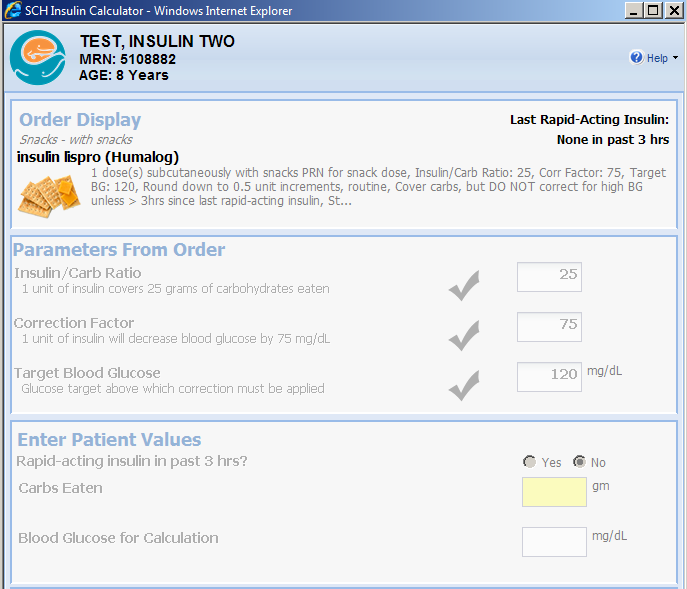 SCH Insulin Calculator - Windows Internet Explorer
TEST, INSULIN TWO
MRN: 5108882
AGE: 8 Years
Help
Order Display
Last Rapid-Acting Insulin:
Snacks - with snacks
None in past 3 hrs
insulin lispro (Humalog)
1 dose(s) subcutaneously with snacks PRN for snack dose, Insulin/Carb Ratio: 25, Corr Factor: 75, Target
BG: 120, Round down to 0.5 unit increments, routine, Cover carbs, but DO NOT correct for high BG
unless > 3hrs since last rapid-acting insulin, St...
Parameters From Order
Insulin/Carb Ratio
25
1 unit of insulin covers 25 grams of carbohydrates eaten
Correction Factor
75
1 unit of insulin will decrease blood glucose by 75 mg/dL
Target Blood Glucose
120 mg/dL
Glucose target above which correction must be applied
Enter Patient Values
Rapid-acting insulin in past 3 hrs?
Yes No
Carbs Eaten
gm
Blood Glucose for Calculation
mg/dL